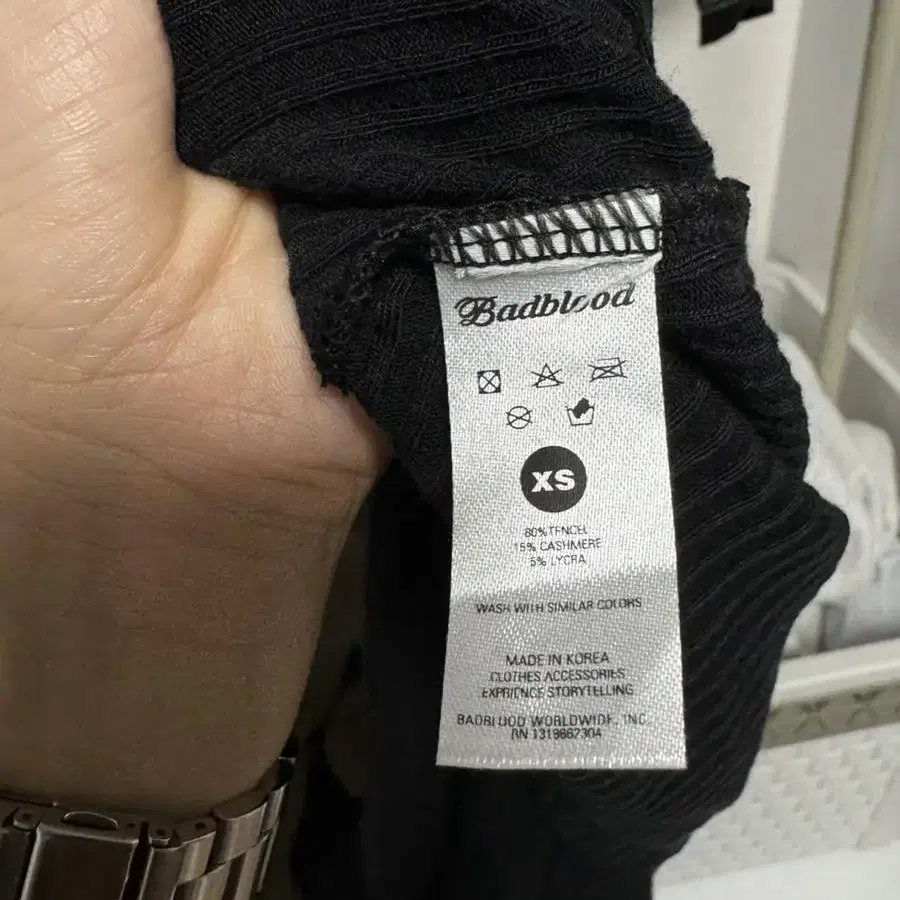 Badblood
XS
80% TENCEL
15% CASHMERE
5% LYCRA
WASH WITH SIMILAR COLORS
MADE IN KOREA
CLOTHES ACCESSORIES
EXPRIENCE STORYTELLING
BADBLOOD WORLDWIDE, INC.
RN 1319862304